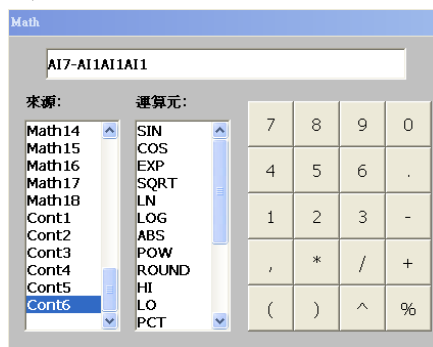 Math
AI7-AI1AI1AI1
來源:
運算元:
Math14
Math15
Math16
Math17
Math18
Cont1
Cont2
Cont3
Cont4
Cont5
Cont6
SIN
COS
EXP
SQRT
LN
LOG
ABS
POW
ROUND
HI
LO
PCT
7 8 9 0
4 5 6 .
1 2 3 -
, * / +
( ) ^ %